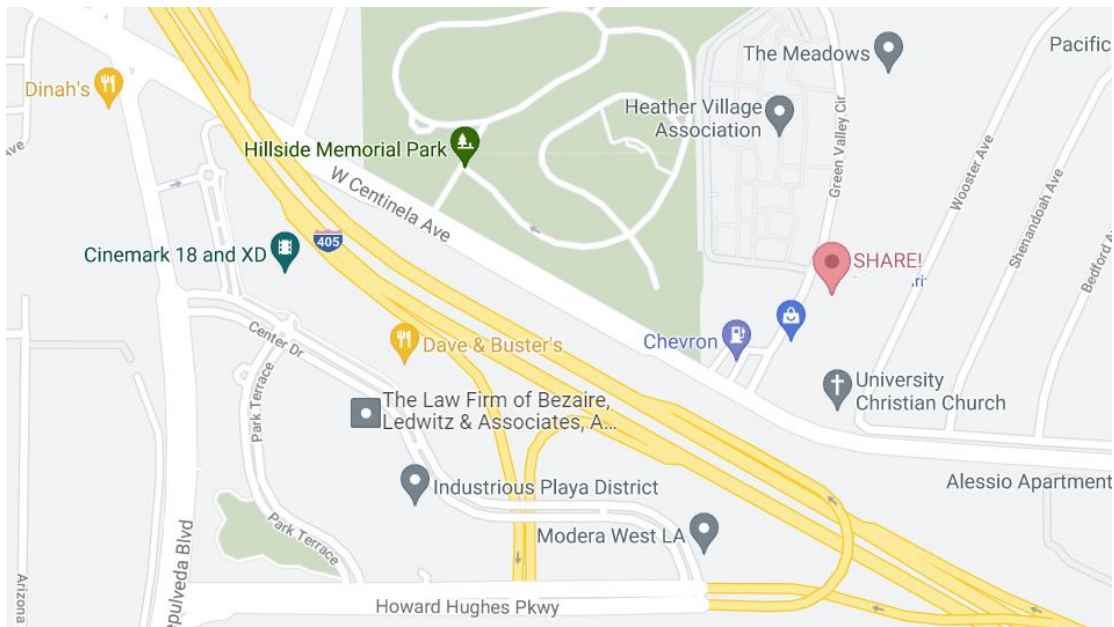 The Meadows
Pacific
Dinah's
Heather Village
Association
Green Valley Cir
Hillside Memorial Park
Ave
W Centinela Ave
Wooster Ave
Shenandoah Ave
Bedford Av
405
Cinemark 18 and XD
SHARE!
Center Dr
Dave & Buster's
Chevron
Park Terrace
The Law Firm of Bezaire,
Ledwitz & Associates, A...
University
Christian Church
Industrious Playa District
Alessio Apartment
Modera West LA
Park Terrace
epulveda Blvd
Arizona
Howard Hughes Pkwy